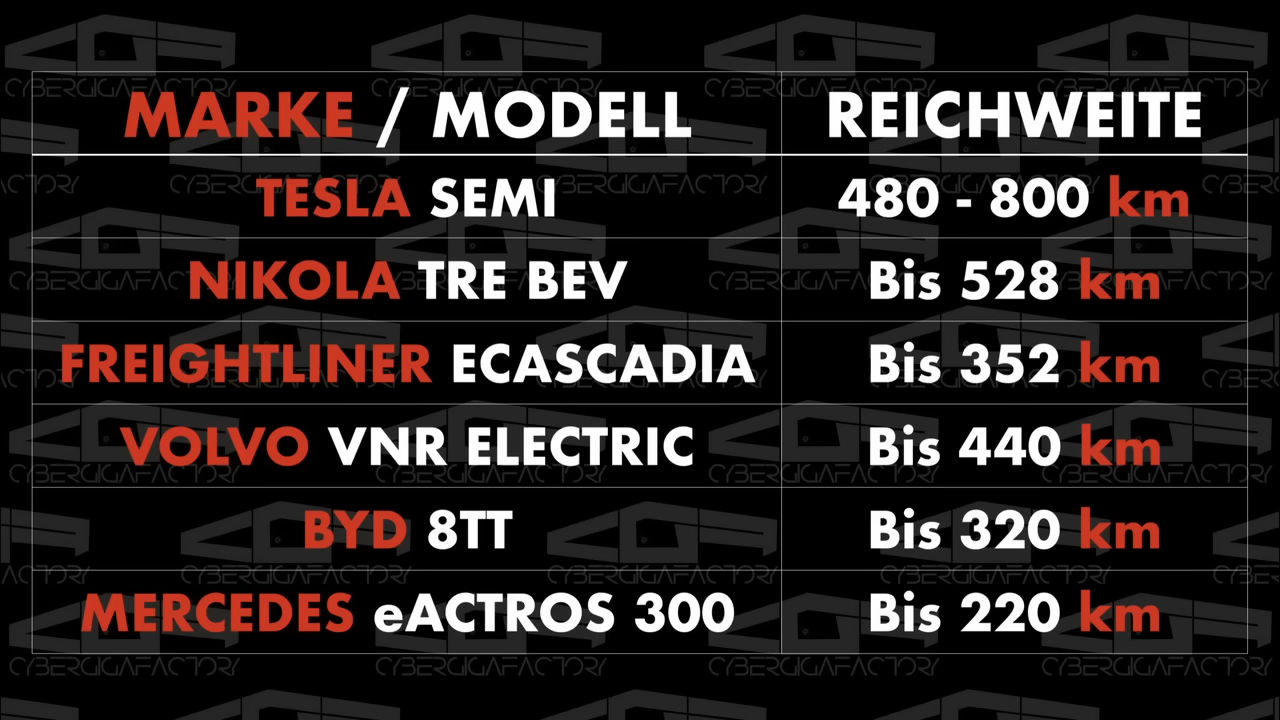 MARKE / MODELL REICHWEITE
TESLA SEMI 480 - 800 km
NIKOLA TRE BEV Bis 528 km
FREIGHTLINER ECASCADIA Bis 352 km
VOLVO VNR ELECTRIC Bis 440 km
BYD 8TT Bis 320 km
MERCEDES eACTROS 300 Bis 220 km
CYBERGIGAFACTORY